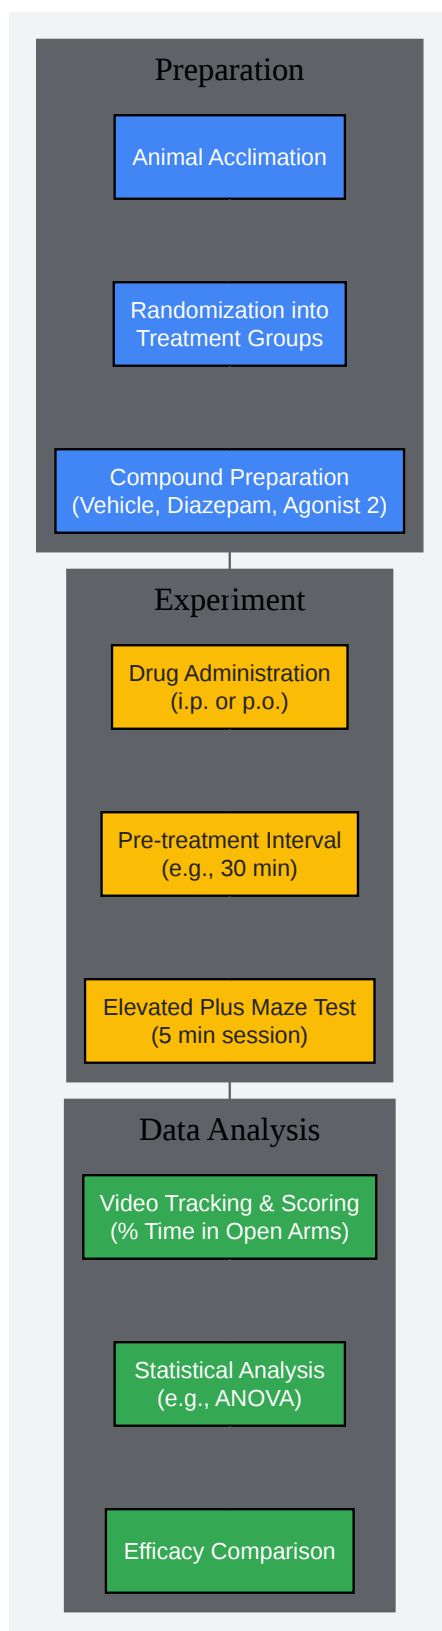 Preparation
Animal Acclimation
Randomization into
Treatment Groups
Compound Preparation
(Vehicle, Diazepam, Agonist 2)
Experiment
Drug Administration
(i.p. or p.o.)
Pre-treatment Interval
(e.g., 30 min)
Elevated Plus Maze Test
(5 min session)
Data Analysis
Video Tracking & Scoring
(% Time in Open Arms)
Statistical Analysis
(e.g., ANOVA)
Efficacy Comparison